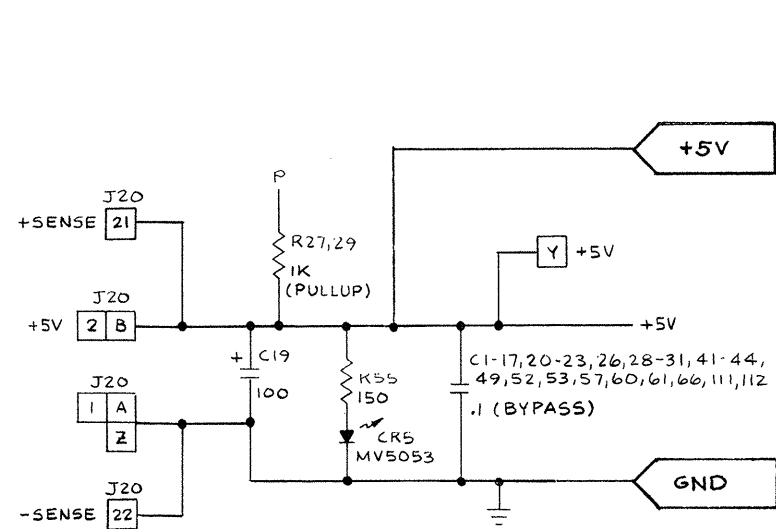 +5V
P
J20
+SENSE 21
R27,29
1K
(PULLUP)
Y +5V
J20
+5V 2 B
+5V
+ C19
100
C1-17,20-23,26,28-31,41-44,
49,52,53,57,60,61,66,111,112
.1 (BYPASS)
R55
150
J20
1 A
Z
CR5
MV5053
GND
J20
-SENSE 22